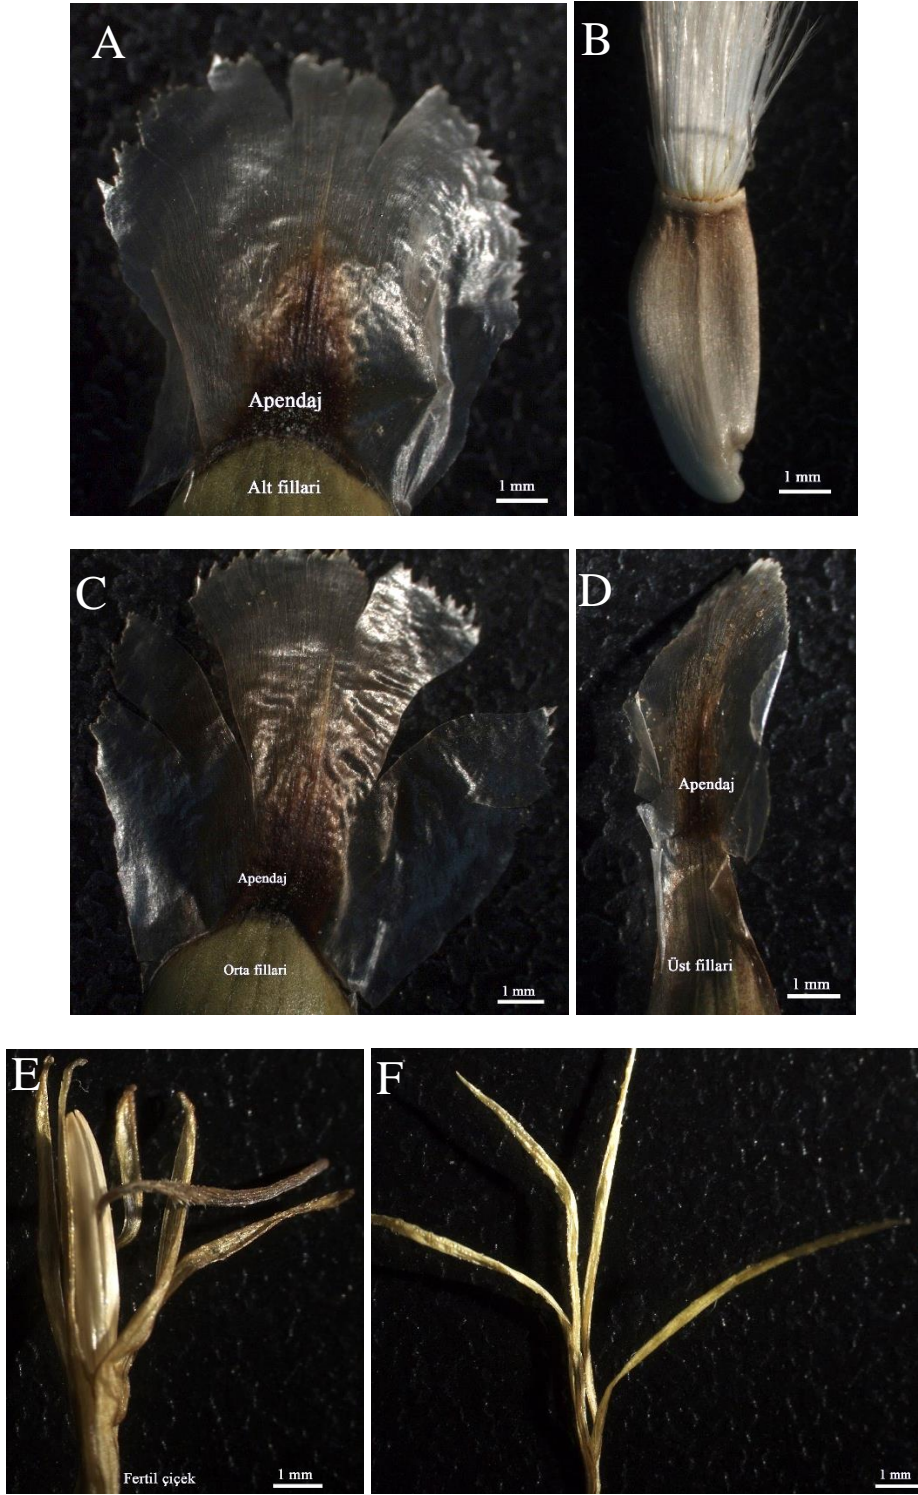 A
Apendaj
Alt fillari
1 mm
B
1 mm
C
Apendaj
Orta fillari
1 mm
D
Apendaj
Üst fillari
1 mm
E
Fertil çiçek
1 mm
F
1 mm